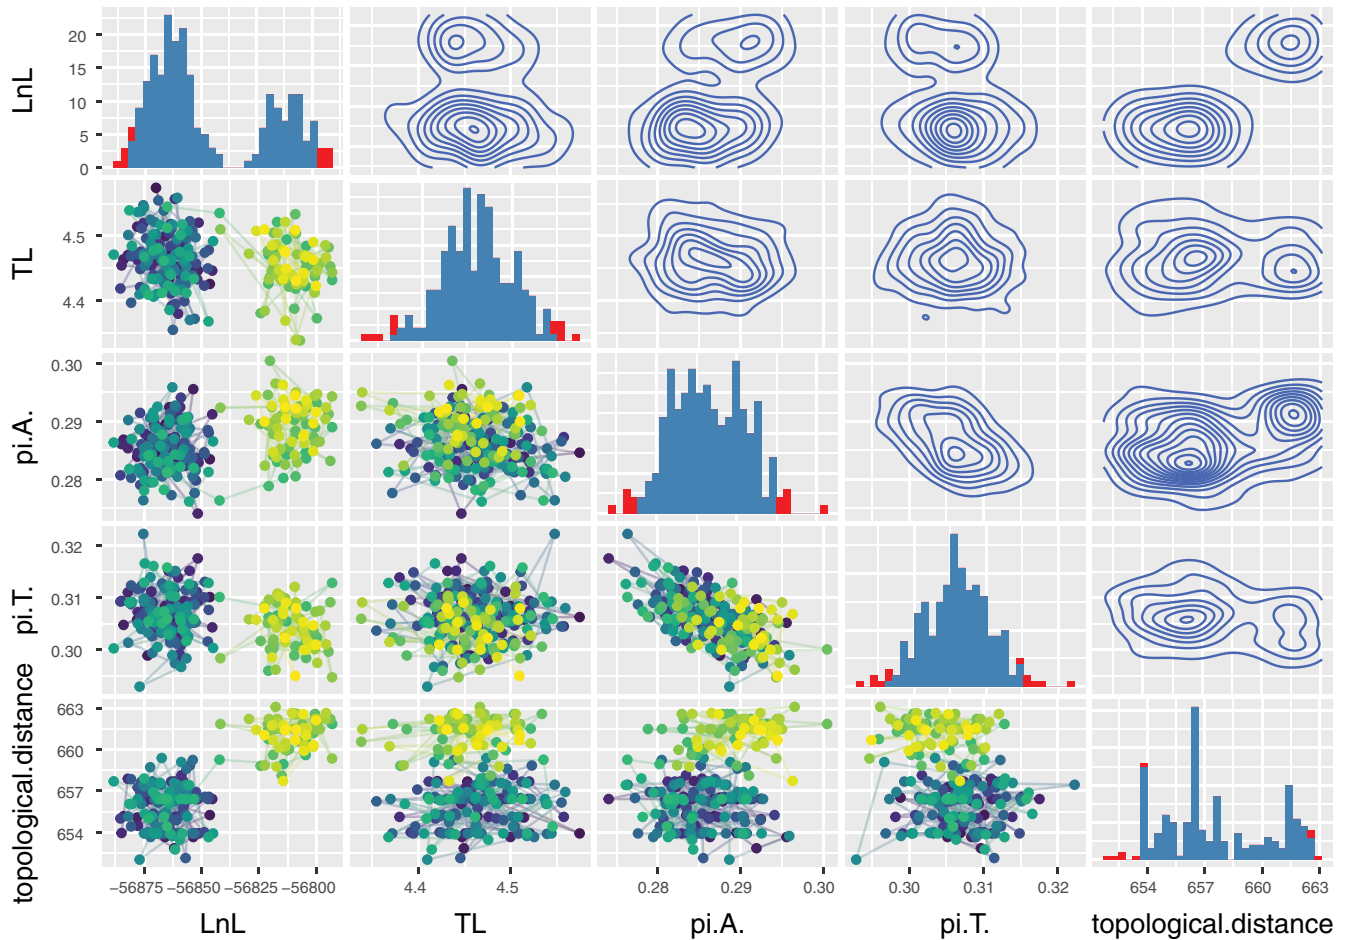 LnL
20
15
10
5
0
TL
4.5
4.4
pi.A.
0.30
0.29
0.28
pi.T.
0.32
0.31
0.30
topological.distance
663
660
657
654
−56875 −56850 −56825 −56800
4.4 4.5
0.28 0.29 0.30
0.30 0.31 0.32
654 657 660 663
LnL TL pi.A. pi.T. topological.distance